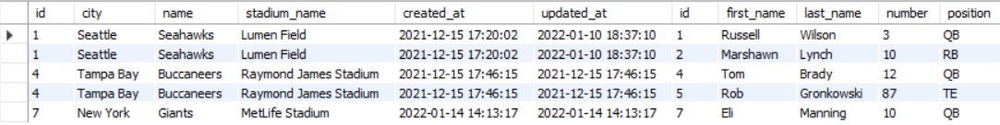 id city name stadium_name created_at updated_at id first_name last_name number position
1 Seattle Seahawks Lumen Field 2021-12-15 17:20:02 2022-01-10 18:37:10 1 Russell Wilson 3 QB
1 Seattle Seahawks Lumen Field 2021-12-15 17:20:02 2022-01-10 18:37:10 2 Marshawn Lynch 10 RB
4 Tampa Bay Buccaneers Raymond James Stadium 2021-12-15 17:46:15 2021-12-15 17:46:15 4 Tom Brady 12 QB
4 Tampa Bay Buccaneers Raymond James Stadium 2021-12-15 17:46:15 2021-12-15 17:46:15 5 Rob Gronkowski 87 TE
7 New York Giants MetLife Stadium 2022-01-14 14:13:17 2022-01-14 14:13:17 7 Eli Manning 10 QB